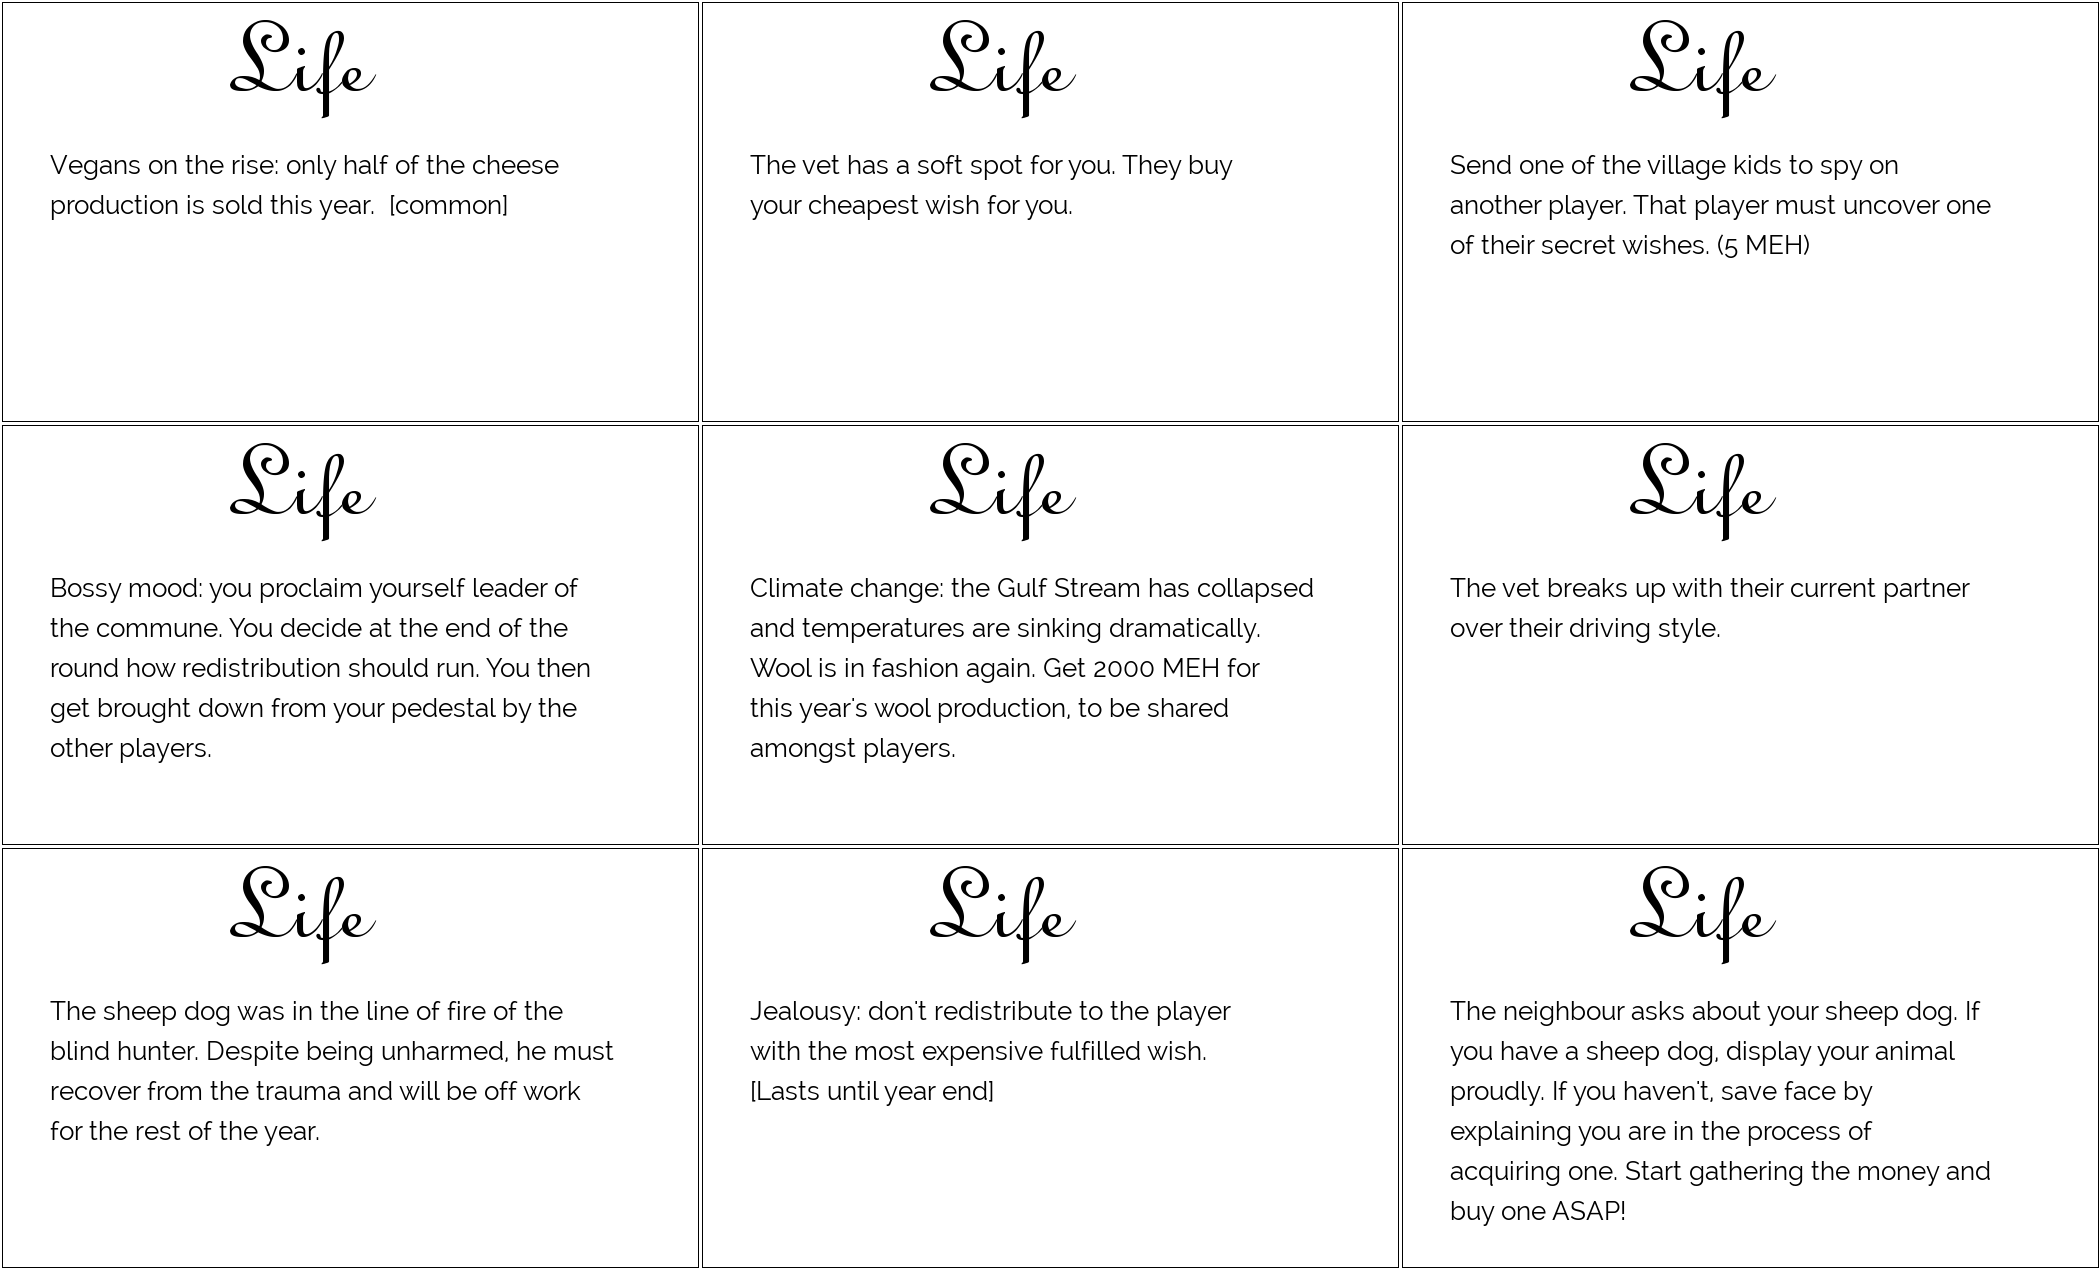 Life
Vegans on the rise: only half of the cheese
production is sold this year.  [common]
Life
The vet has a soft spot for you. They buy
your cheapest wish for you.
Life
Send one of the village kids to spy on
another player. That player must uncover one
of their secret wishes. (5 MEH)
Life
Bossy mood: you proclaim yourself leader of
the commune. You decide at the end of the
round how redistribution should run. You then
get brought down from your pedestal by the
other players.
Life
Climate change: the Gulf Stream has collapsed
and temperatures are sinking dramatically.
Wool is in fashion again. Get 2000 MEH for
this year's wool production, to be shared
amongst players.
Life
The vet breaks up with their current partner
over their driving style.
Life
The sheep dog was in the line of fire of the
blind hunter. Despite being unharmed, he must
recover from the trauma and will be off work
for the rest of the year.
Life
Jealousy: don't redistribute to the player
with the most expensive fulfilled wish.
[Lasts until year end]
Life
The neighbour asks about your sheep dog. If
you have a sheep dog, display your animal
proudly. If you haven't, save face by
explaining you are in the process of
acquiring one. Start gathering the money and
buy one ASAP!